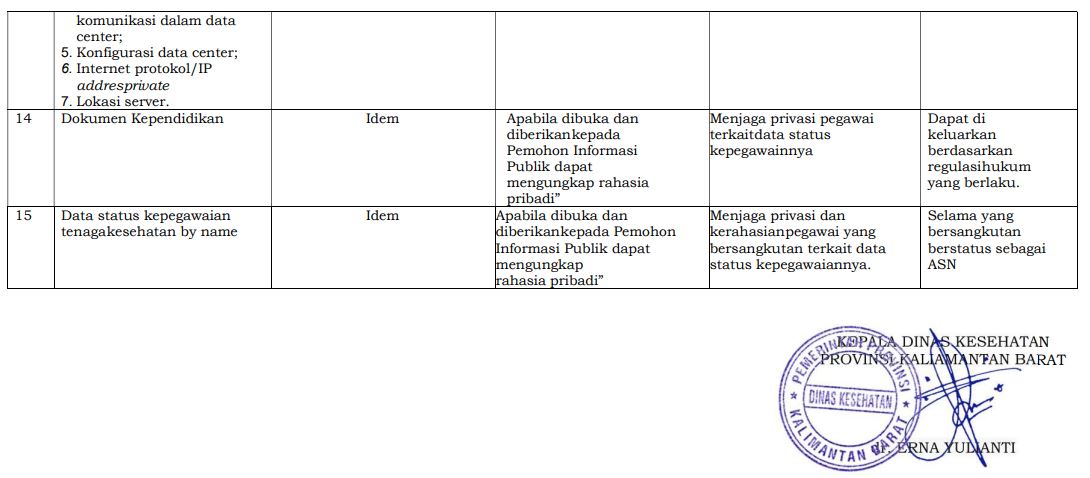 komunikasi dalam data
center;
5. Konfigurasi data center;
6. Internet protokol/IP
addresprivate
7. Lokasi server.
14
Dokumen Kependidikan
Idem
Apabila dibuka dan
diberikankepada
Pemohon Informasi
Publik dapat
mengungkap rahasia
pribadi”
Menjaga privasi pegawai
terkaitdata status
kepegawainnya
Dapat di
keluarkan
berdasarkan
regulasihukum
yang berlaku.
15
Data status kepegawaian
tenagakesehatan by name
Idem
Apabila dibuka dan
diberikankepada Pemohon
Informasi Publik dapat
mengungkap
rahasia pribadi”
Menjaga privasi dan
kerahasianpegawai yang
bersangkutan terkait data
status kepegawaiannya.
Selama yang
bersangkutan
berstatus sebagai
ASN
KEPALA DINAS KESEHATAN
PROVINSI KALIAMANTAN BARAT
PEMERINTAH PROVINSI
DINAS KESEHATAN
KALIMANTAN BARAT
dr. ERNA YULIANTI